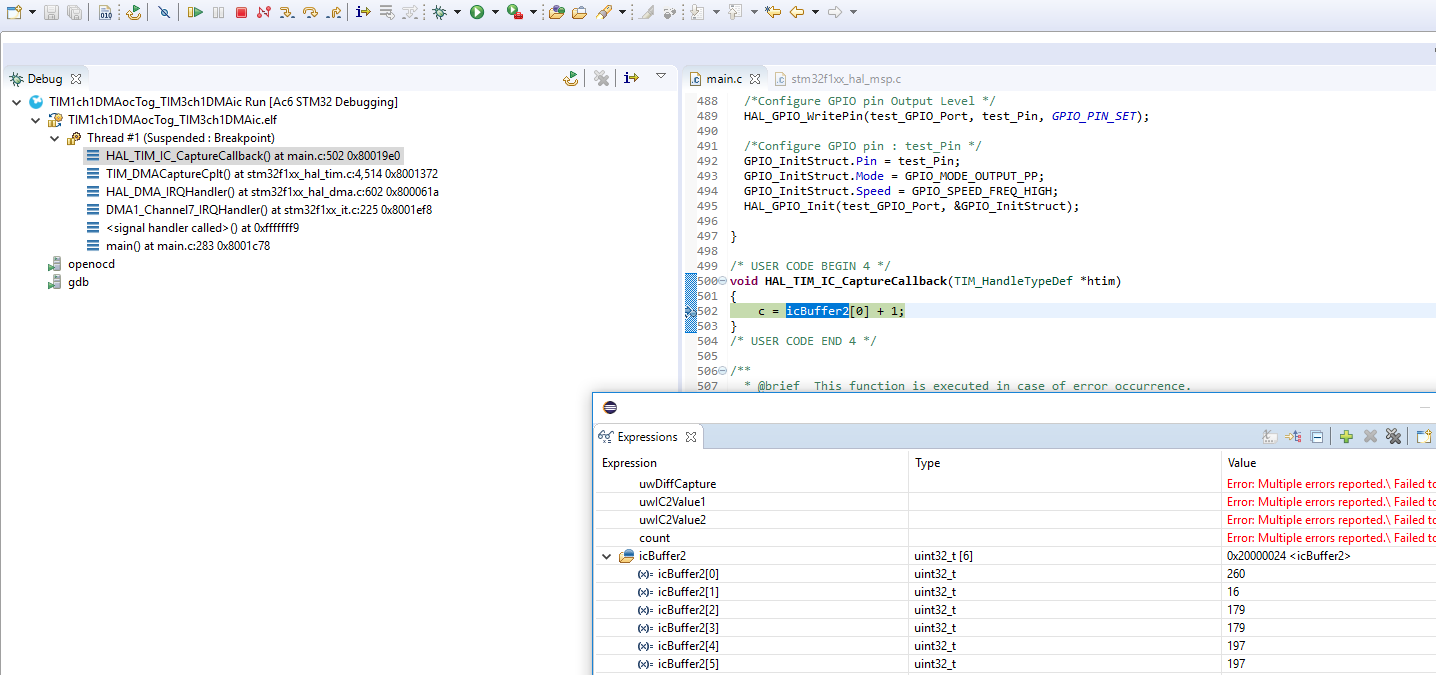 010
Debug
TIM1ch1DMAocTog_TIM3ch1DMAic Run [Ac6 STM32 Debugging]
TIM1ch1DMAocTog_TIM3ch1DMAic.elf
Thread #1 (Suspended : Breakpoint)
HAL_TIM_IC_CaptureCallback() at main.c:502 0x80019e0
TIM_DMACaptureCplt() at stm32f1xx_hal_tim.c:4,514 0x8001372
HAL_DMA_IRQHandler() at stm32f1xx_hal_dma.c:602 0x800061a
DMA1_Channel7_IRQHandler() at stm32f1xx_it.c:225 0x8001ef8
<signal handler called>() at 0xfffffff9
main() at main.c:283 0x8001c78
openocd
gdb
main.c
stm32f1xx_hal_msp.c
488 /*Configure GPIO pin Output Level */
489 HAL_GPIO_WritePin(test_GPIO_Port, test_Pin, GPIO_PIN_SET);
490
491 /*Configure GPIO pin : test_Pin */
492 GPIO_InitStruct.Pin = test_Pin;
493 GPIO_InitStruct.Mode = GPIO_MODE_OUTPUT_PP;
494 GPIO_InitStruct.Speed = GPIO_SPEED_FREQ_HIGH;
495 HAL_GPIO_Init(test_GPIO_Port, &GPIO_InitStruct);
496
497 }
498
499 /* USER CODE BEGIN 4 */
500 void HAL_TIM_IC_CaptureCallback(TIM_HandleTypeDef *htim)
501 {
502 c = icBuffer2[0] + 1;
503 }
504 /* USER CODE END 4 */
505
506 /**
507 * @brief This function is executed in case of error occurrence.
Expressions
Expression Type Value
uwDiffCapture Error: Multiple errors reported.\ Failed to
uwIC2Value1 Error: Multiple errors reported.\ Failed to
uwIC2Value2 Error: Multiple errors reported.\ Failed to
count Error: Multiple errors reported.\ Failed to
icBuffer2 uint32_t [6] 0x20000024 <icBuffer2>
(x)= icBuffer2[0] uint32_t 260
(x)= icBuffer2[1] uint32_t 16
(x)= icBuffer2[2] uint32_t 179
(x)= icBuffer2[3] uint32_t 179
(x)= icBuffer2[4] uint32_t 197
(x)= icBuffer2[5] uint32_t 197